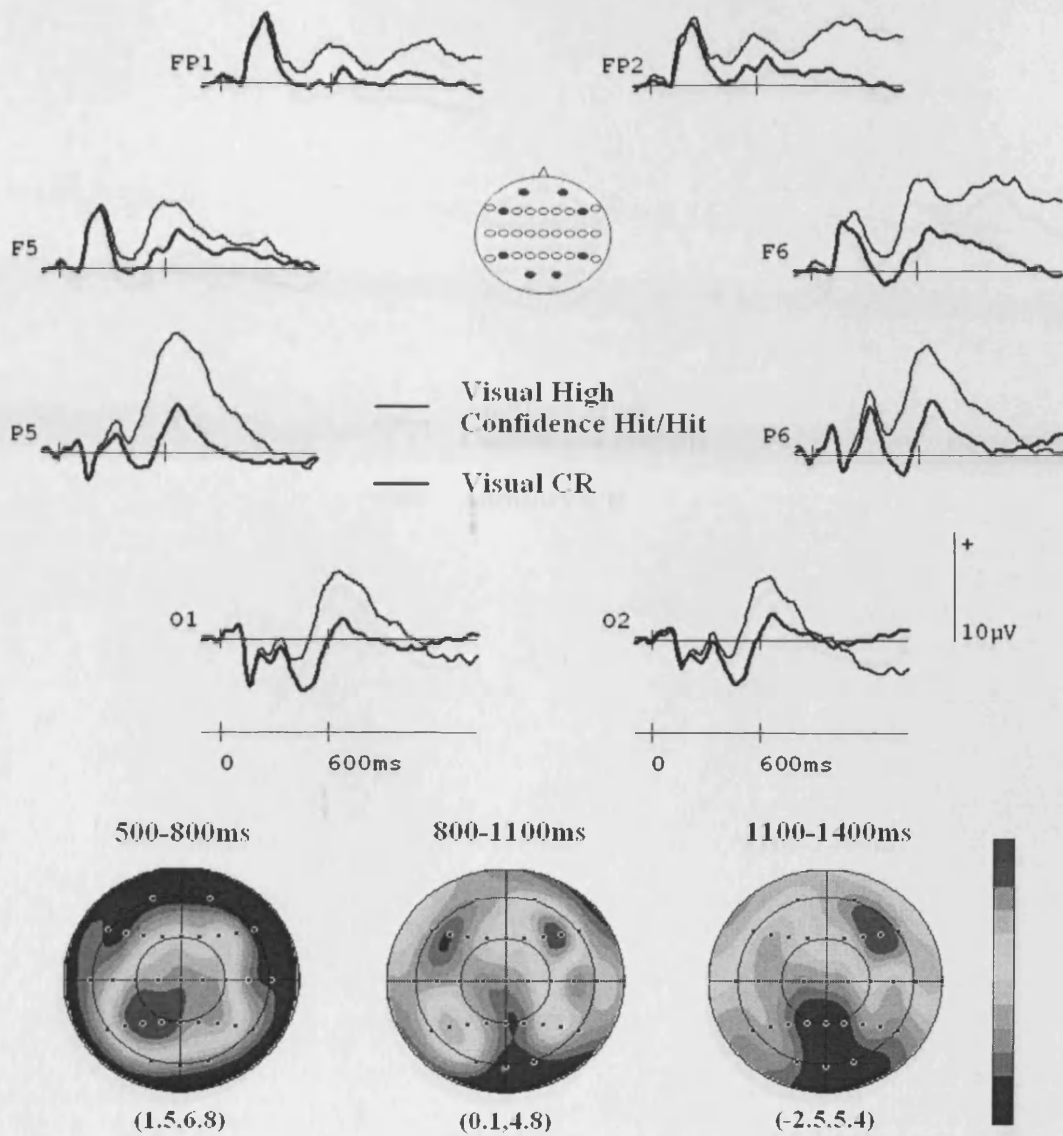 FP1
FP2
F5
F6
P5
P6
Visual High
Confidence Hit/Hit
Visual CR
O1
O2
+
10µV
0
600ms
0
600ms
500-800ms
800-1100ms
1100-1400ms
(1.5,6.8)
(0.1,4.8)
(-2.5,5.4)